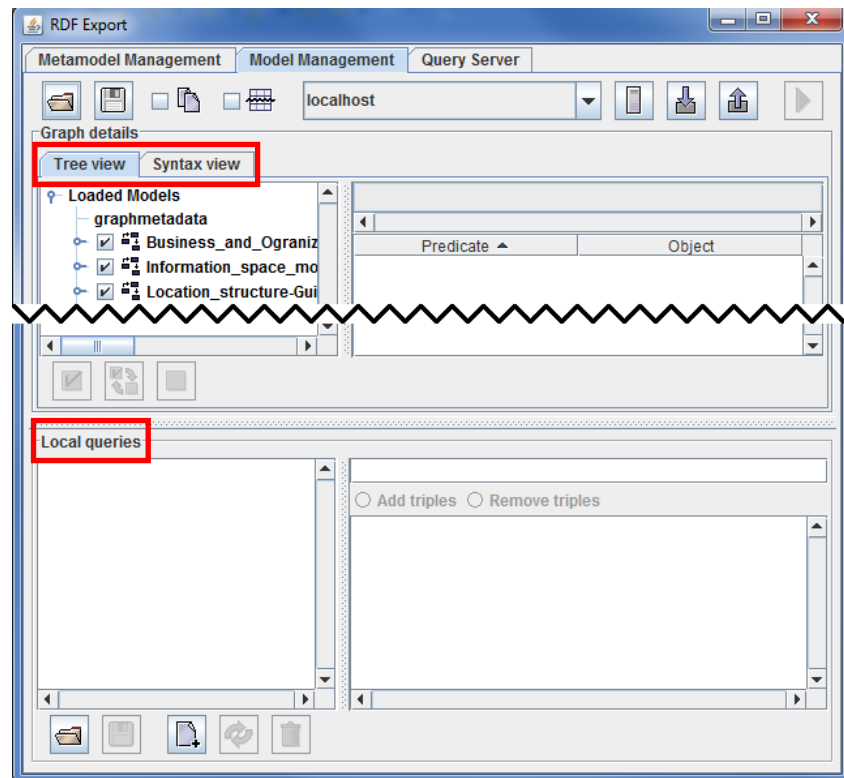 RDF Export
Metamodel Management Model Management Query Server
localhost
Graph details
Tree view Syntax view
Loaded Models
graphmetadata
Business_and_Ograniz
Information_space_mo
Location_structure-Gui
Predicate Object
Local queries
Add triples Remove triples